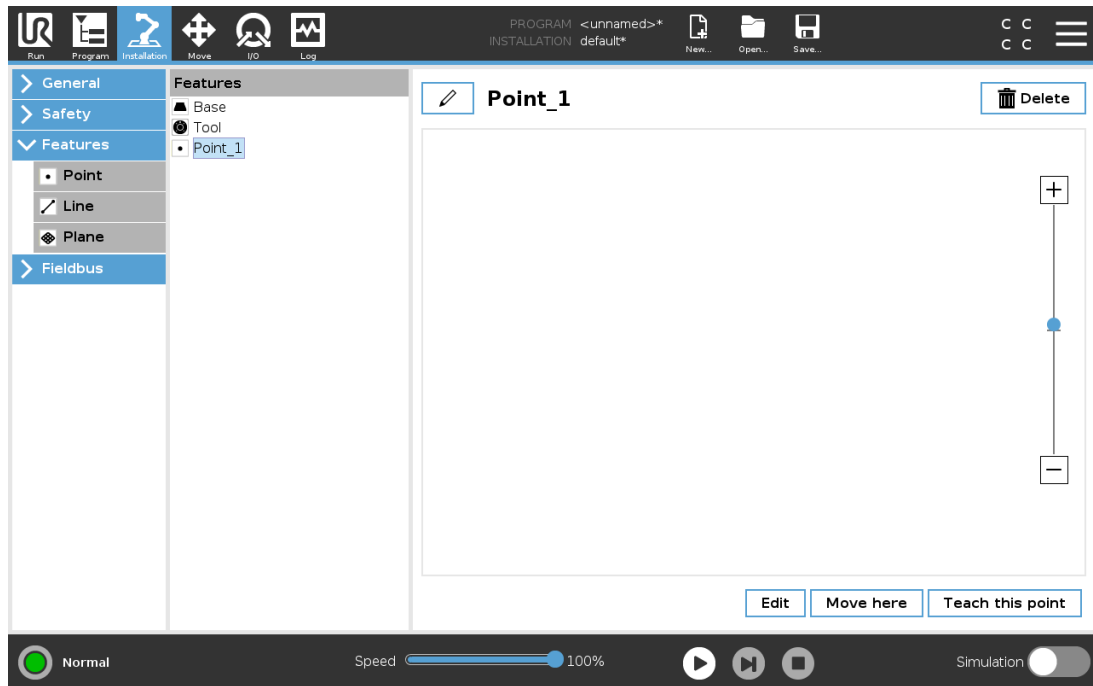 PROGRAM <unnamed>*
INSTALLATION default*
C C
C C
Run Program Installation Move I/O Log New... Open... Save...
General
Safety
Features
Point
Line
Plane
Fieldbus
Features
Base
Tool
Point_1
Point_1
Delete
Edit Move here Teach this point
Normal Speed 100% Simulation